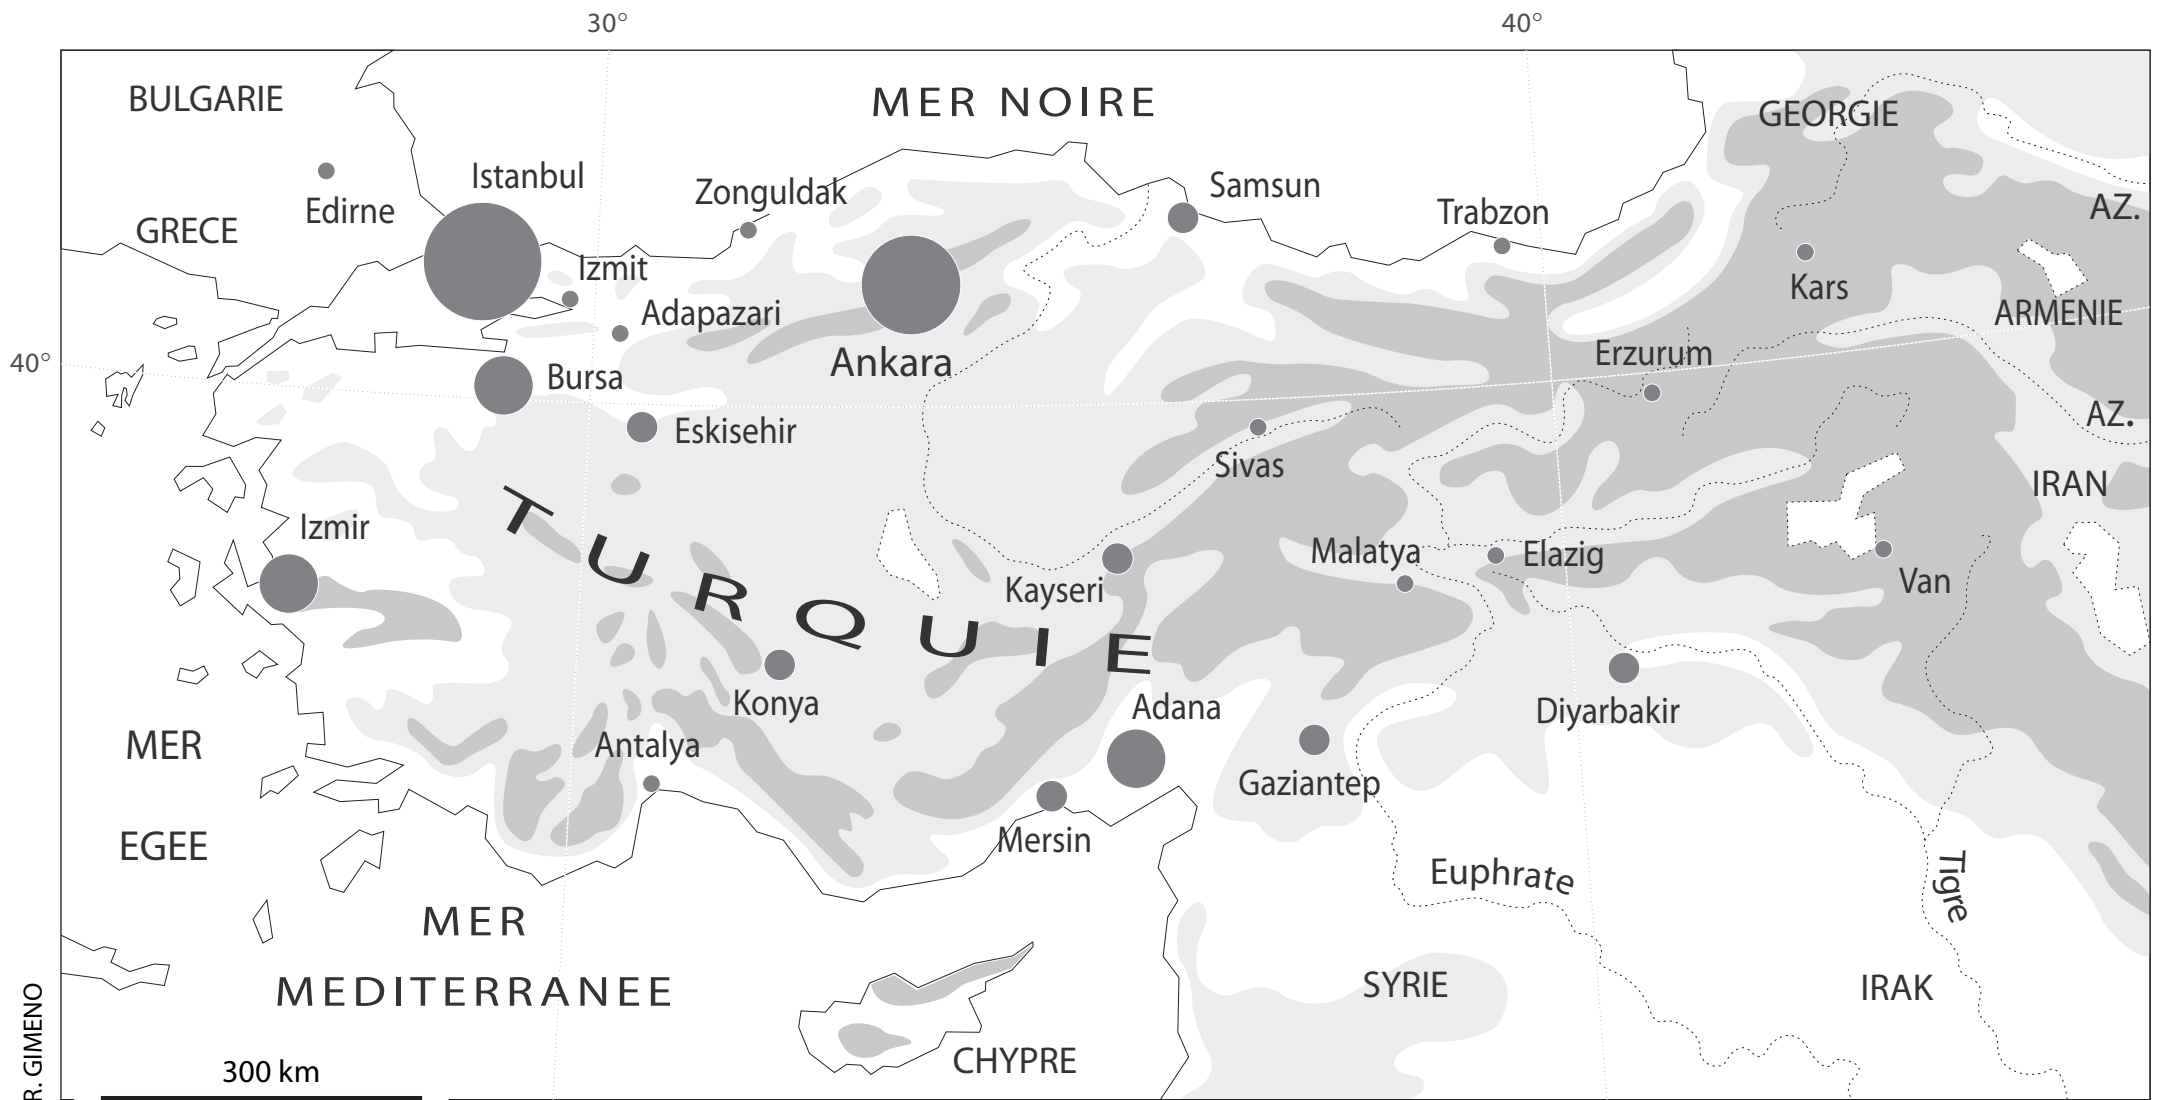 30°
40°
BULGARIE
MER NOIRE
GEORGIE
Istanbul
Zonguldak
Samsun
Edirne
Trabzon
AZ.
GRECE
Izmit
Kars
Adapazari
ARMENIE
40°
Ankara
Erzurum
Bursa
AZ.
Eskisehir
Sivas
IRAN
Izmir
TURQUIE
Malatya
Elazig
Kayseri
Van
Konya
Adana
Diyarbakir
MER
Antalya
Gaziantep
EGEE
Mersin
Euphrate
Tigre
MER
MEDITERRANEE
SYRIE
IRAK
CHYPRE
R. GIMENO
300 km